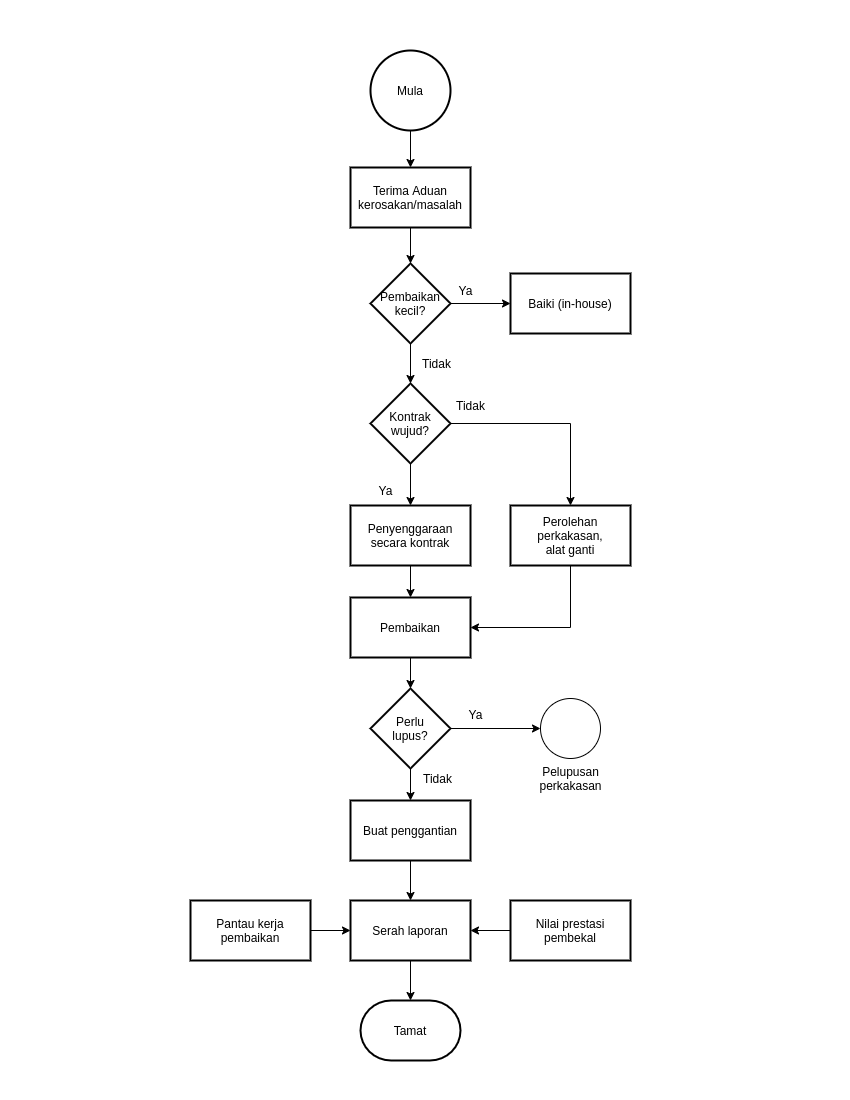 Mula
Terima Aduan
kerosakan/masalah
Pembaikan
kecil?
Ya
Baiki (in-house)
Tidak
Kontrak
wujud?
Tidak
Ya
Penyenggaraan
secara kontrak
Perolehan
perkakasan,
alat ganti
Pembaikan
Perlu
lupus?
Ya
Pelupusan
perkakasan
Tidak
Buat penggantian
Pantau kerja
pembaikan
Serah laporan
Nilai prestasi
pembekal
Tamat